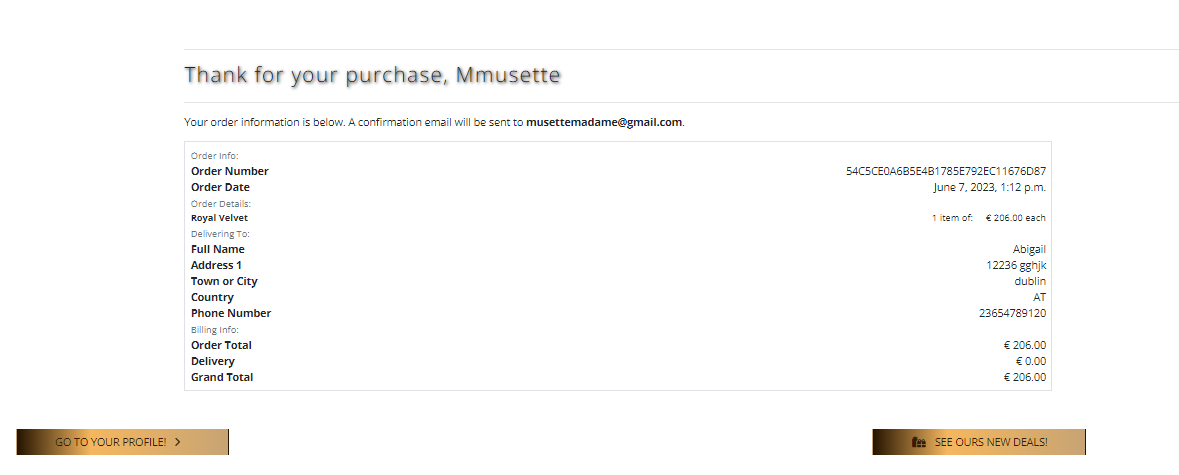 Thank for your purchase, Mmusette
Your order information is below. A confirmation email will be sent to musettemadame@gmail.com.
Order Info:
Order Number 54C5CE0A6B5E4B1785E792EC11676D87
Order Date June 7, 2023, 1:12 p.m.
Order Details:
Royal Velvet 1 item of: € 206.00 each
Delivering To:
Full Name Abigail
Address 1 12236 gghjk
Town or City dublin
Country AT
Phone Number 23654789120
Billing Info:
Order Total € 206.00
Delivery € 0.00
Grand Total € 206.00
GO TO YOUR PROFILE! SEE OURS NEW DEALS!